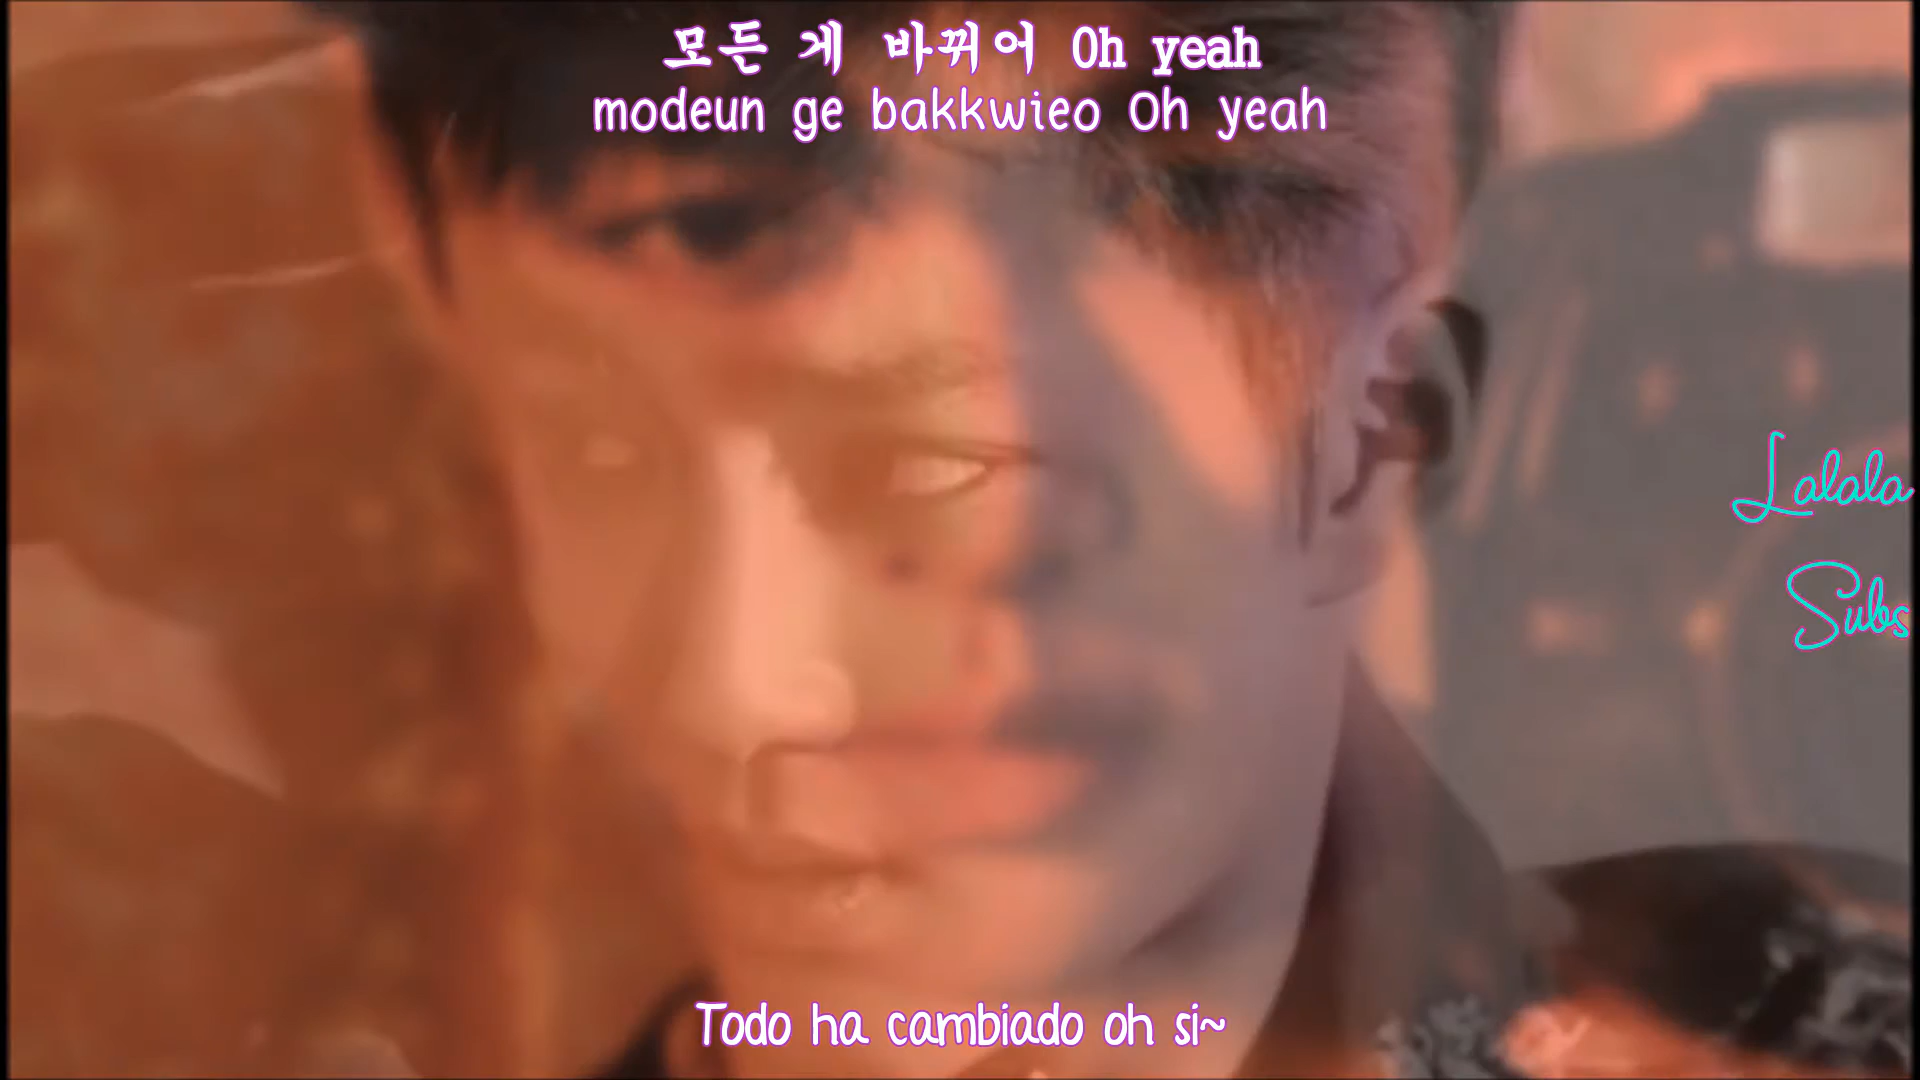 모든 게 바뀌어 Oh yeah
modeun ge bakkwieo Oh yeah
Lalala
Subs
Todo ha cambiado oh si~